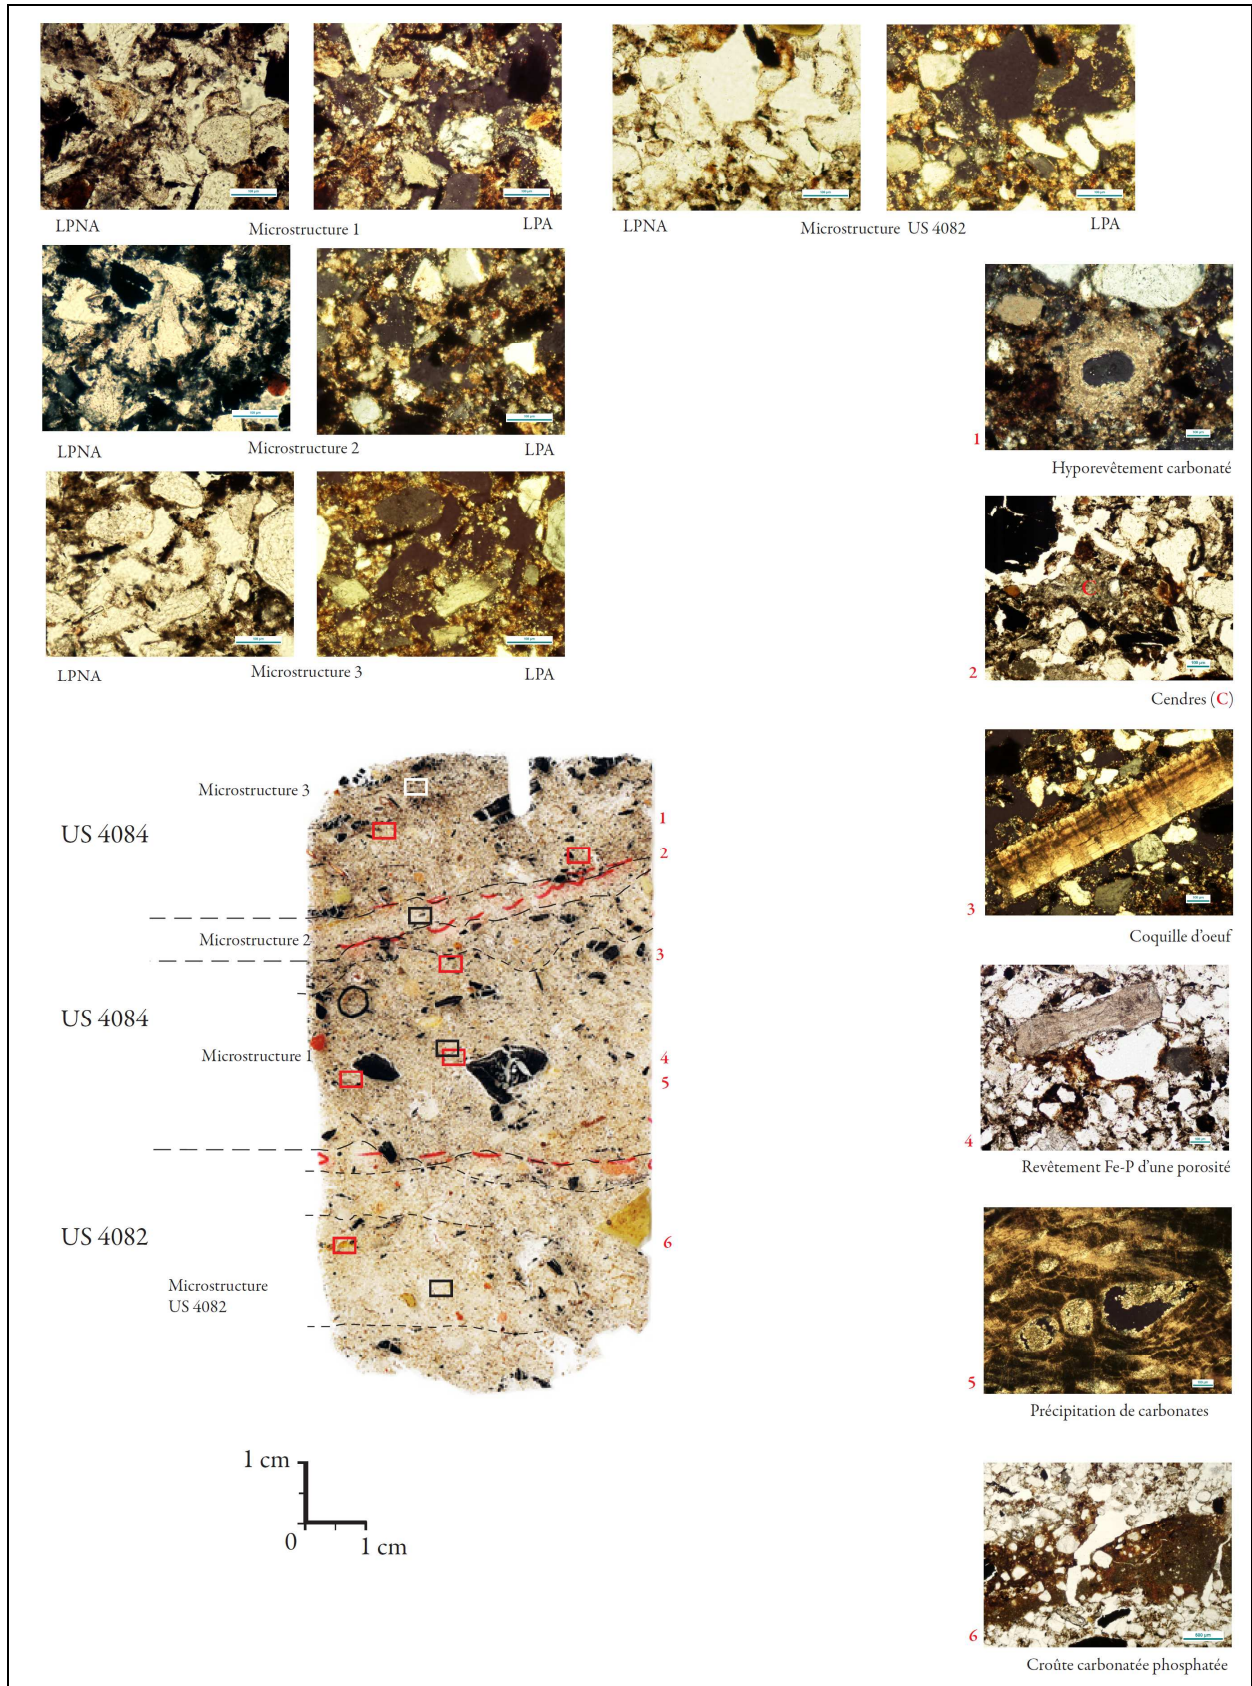 LPNA
Microstructure 1
LPA
LPNA
Microstructure US 4082
LPA
LPNA
Microstructure 2
LPA
1
Hyporevêtement carbonaté
LPNA
Microstructure 3
LPA
C
2
Cendres (C)
3
Coquille d'oeuf
Microstructure 3
US 4084
1
2
Microstructure 2
3
US 4084
Microstructure 1
4
5
US 4082
6
Microstructure
US 4082
4
Revêtement Fe-P d'une porosité
5
Précipitation de carbonates
1 cm
0
1 cm
6
Croûte carbonatée phosphatée